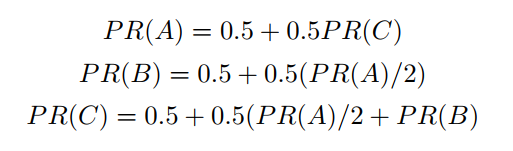 PR(A) = 0.5 + 0.5PR(C)
PR(B) = 0.5 + 0.5(PR(A)/2)
PR(C) = 0.5 + 0.5(PR(A)/2 + PR(B)